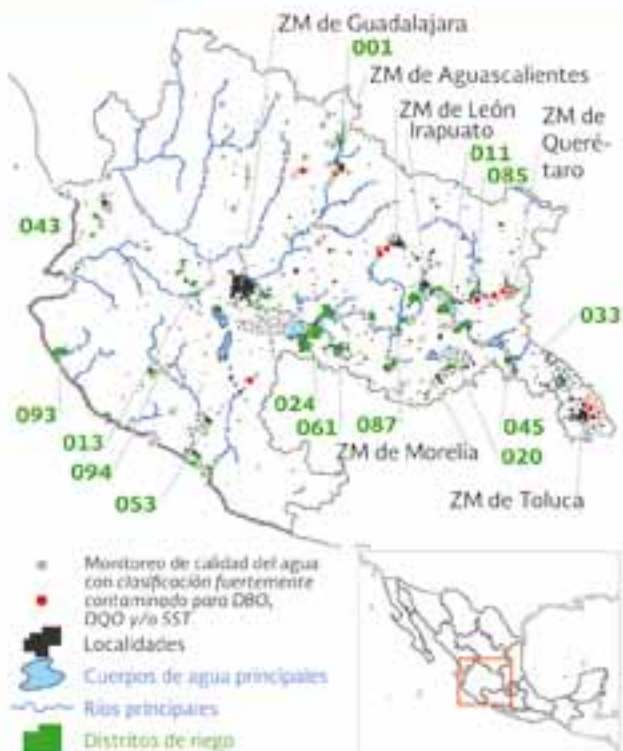 ZM de Guadalajara
001
ZM de Aguascalientes
ZM de León
Irapuato
ZM de
Queré-
taro
011
085
043
033
093
013
094
053
024
061
087
045
020
ZM de Morelia
ZM de Toluca
Monitoreo de calidad del agua
con clasificación fuertemente
contaminado para DBO,
DQO y/o SST
Localidades
Cuerpos de agua principales
Ríos principales
Distritos de riego